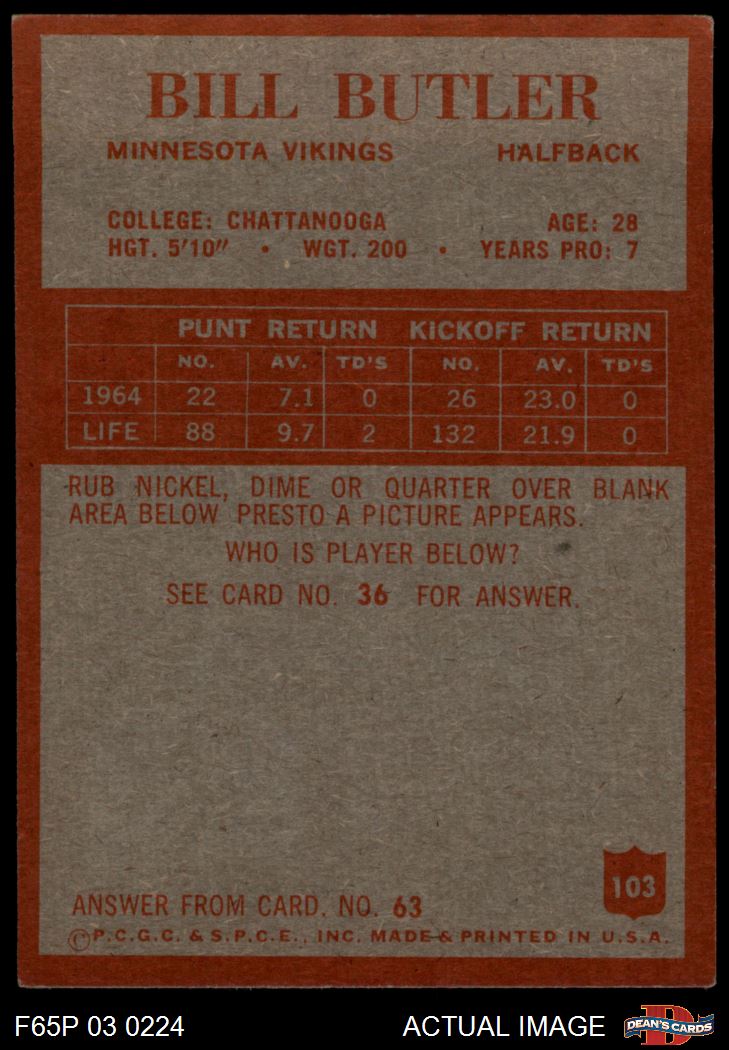 BILL BUTLER
MINNESOTA VIKINGS HALFBACK
COLLEGE: CHATTANOOGA AGE: 28
HGT. 5'10" • WGT. 200 • YEARS PRO: 7
PUNT RETURN KICKOFF RETURN
NO. AV. TD'S NO. AV. TD'S
1964 22 7.1 0 26 23.0 0
LIFE 88 9.7 2 132 21.9 0
RUB NICKEL, DIME OR QUARTER OVER BLANK
AREA BELOW PRESTO A PICTURE APPEARS.
WHO IS PLAYER BELOW?
SEE CARD NO. 36 FOR ANSWER.
103
ANSWER FROM CARD. NO. 63
©P.C.G.C. & S.P.C.E., INC. MADE & PRINTED IN U.S.A.
F65P 03 0224 ACTUAL IMAGE DEAN'S CARDS